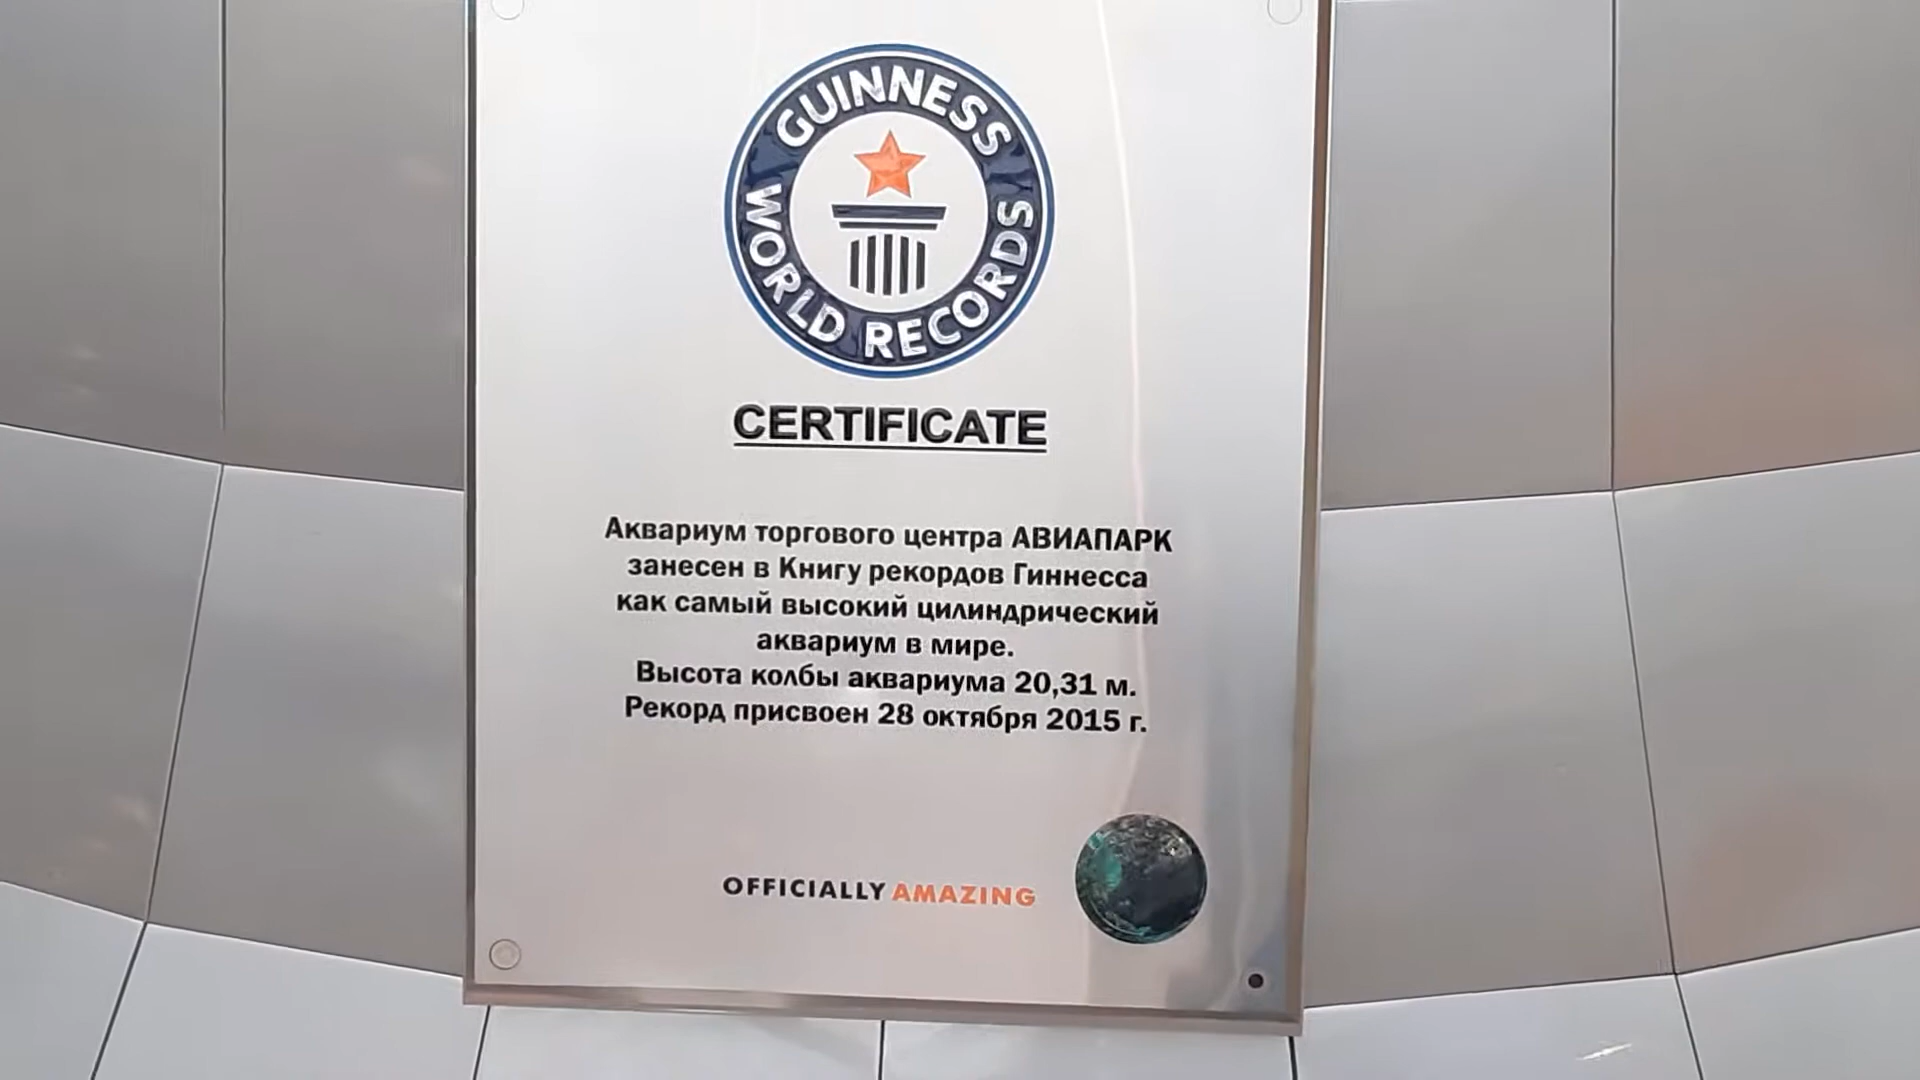 GUINNESS
WORLD RECORDS
CERTIFICATE
Аквариум торгового центра АВИАПАРК
занесен в Книгу рекордов Гиннесса
как самый высокий цилиндрический
аквариум в мире.
Высота колбы аквариума 20,31 м.
Рекорд присвоен 28 октября 2015 г.
OFFICIALLY AMAZING